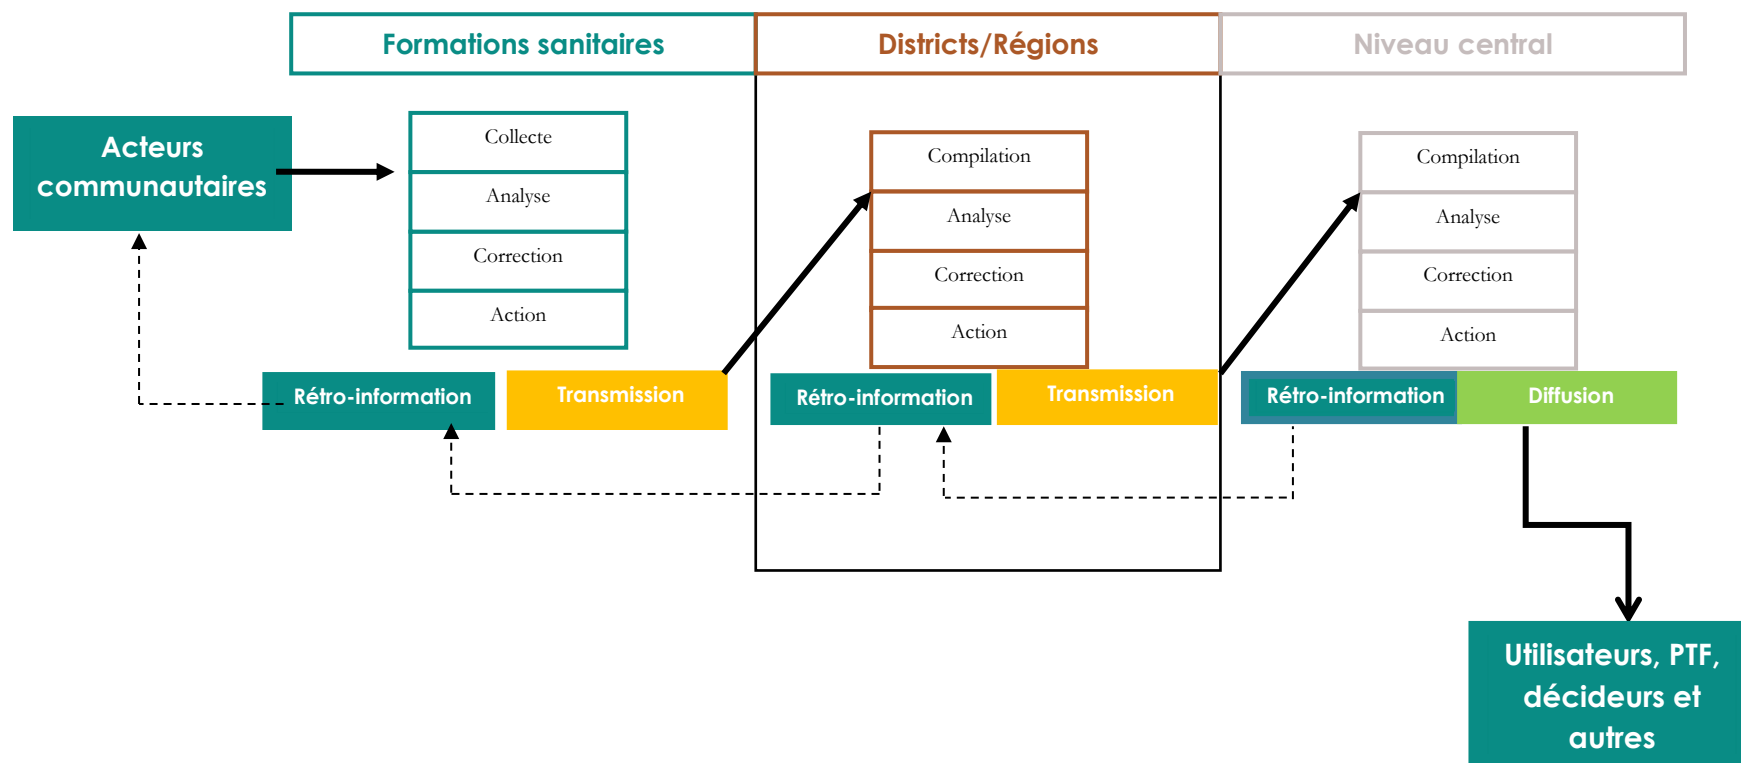 Formations sanitaires
Districts/Régions
Niveau central
Acteurs
communautaires
Collecte
Analyse
Correction
Action
Compilation
Analyse
Correction
Action
Compilation
Analyse
Correction
Action
Rétro-information
Transmission
Rétro-information
Transmission
Rétro-information
Diffusion
Utilisateurs, PTF,
décideurs et
autres